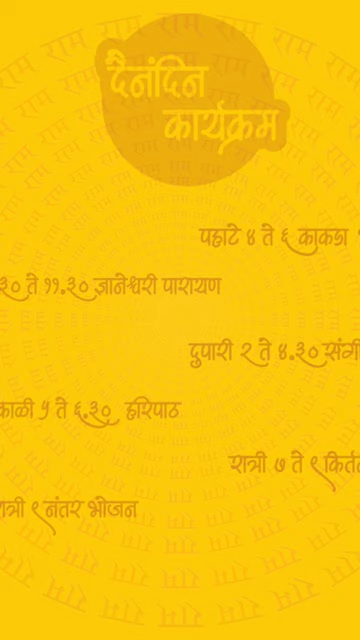 दैनंदिन
कार्यक्रम
पहाटे ४ ते ६ काकडा
३० ते ११.३० ज्ञानेश्वरी पारायण
दुपारी २ ते ४.३० संगी
काळी ५ ते ६.३० हरिपाठ
रात्री ७ ते ९ किर्त
रात्री ९ नंतर भोजन